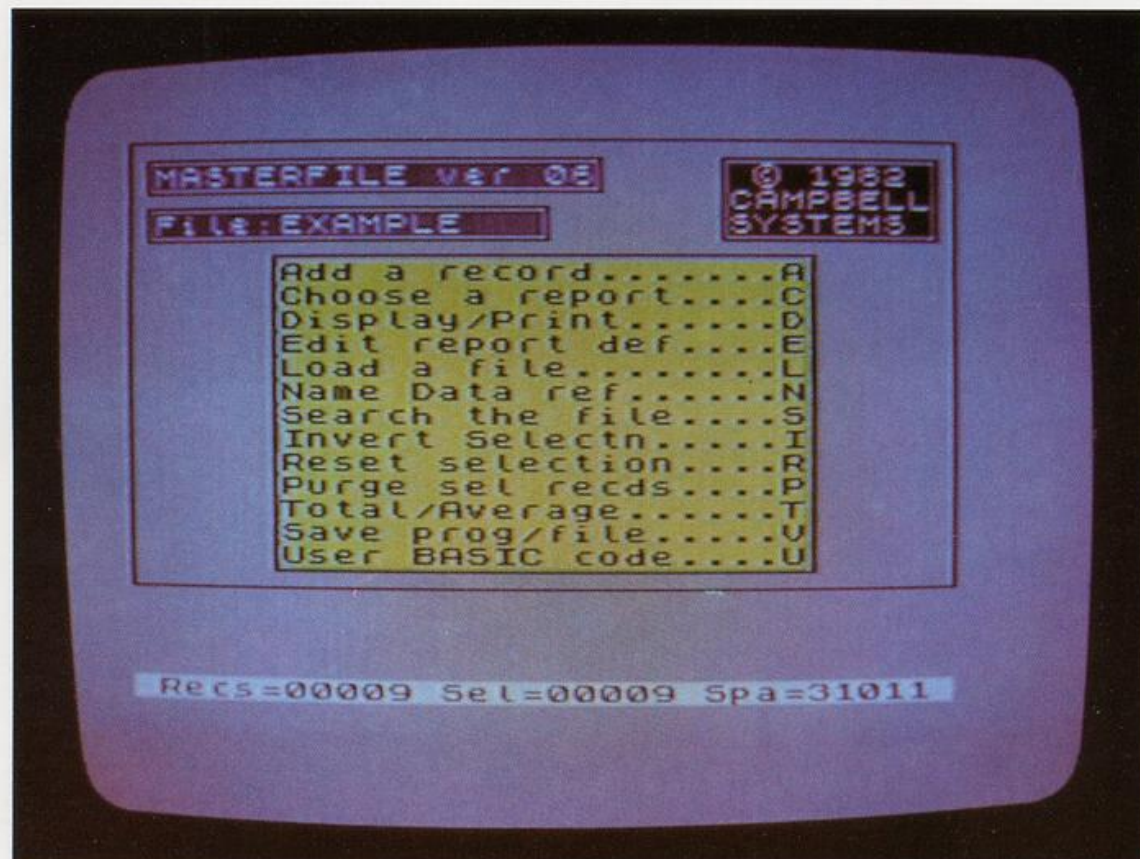 MASTERFILE ver 08
File:EXAMPLE
© 1982
CAMPBELL
SYSTEMS
Add a record.......A
Choose a report....C
Display/Print......D
Edit report def....E
Load a file........L
Name Data ref......N
Search the file....S
Invert Selectn.....I
Reset selection....R
Purge sel recds....P
Total/Average......T
Save prog/file.....V
User BASIC code....U
Recs=00009 Sel=00009 Spa=31011